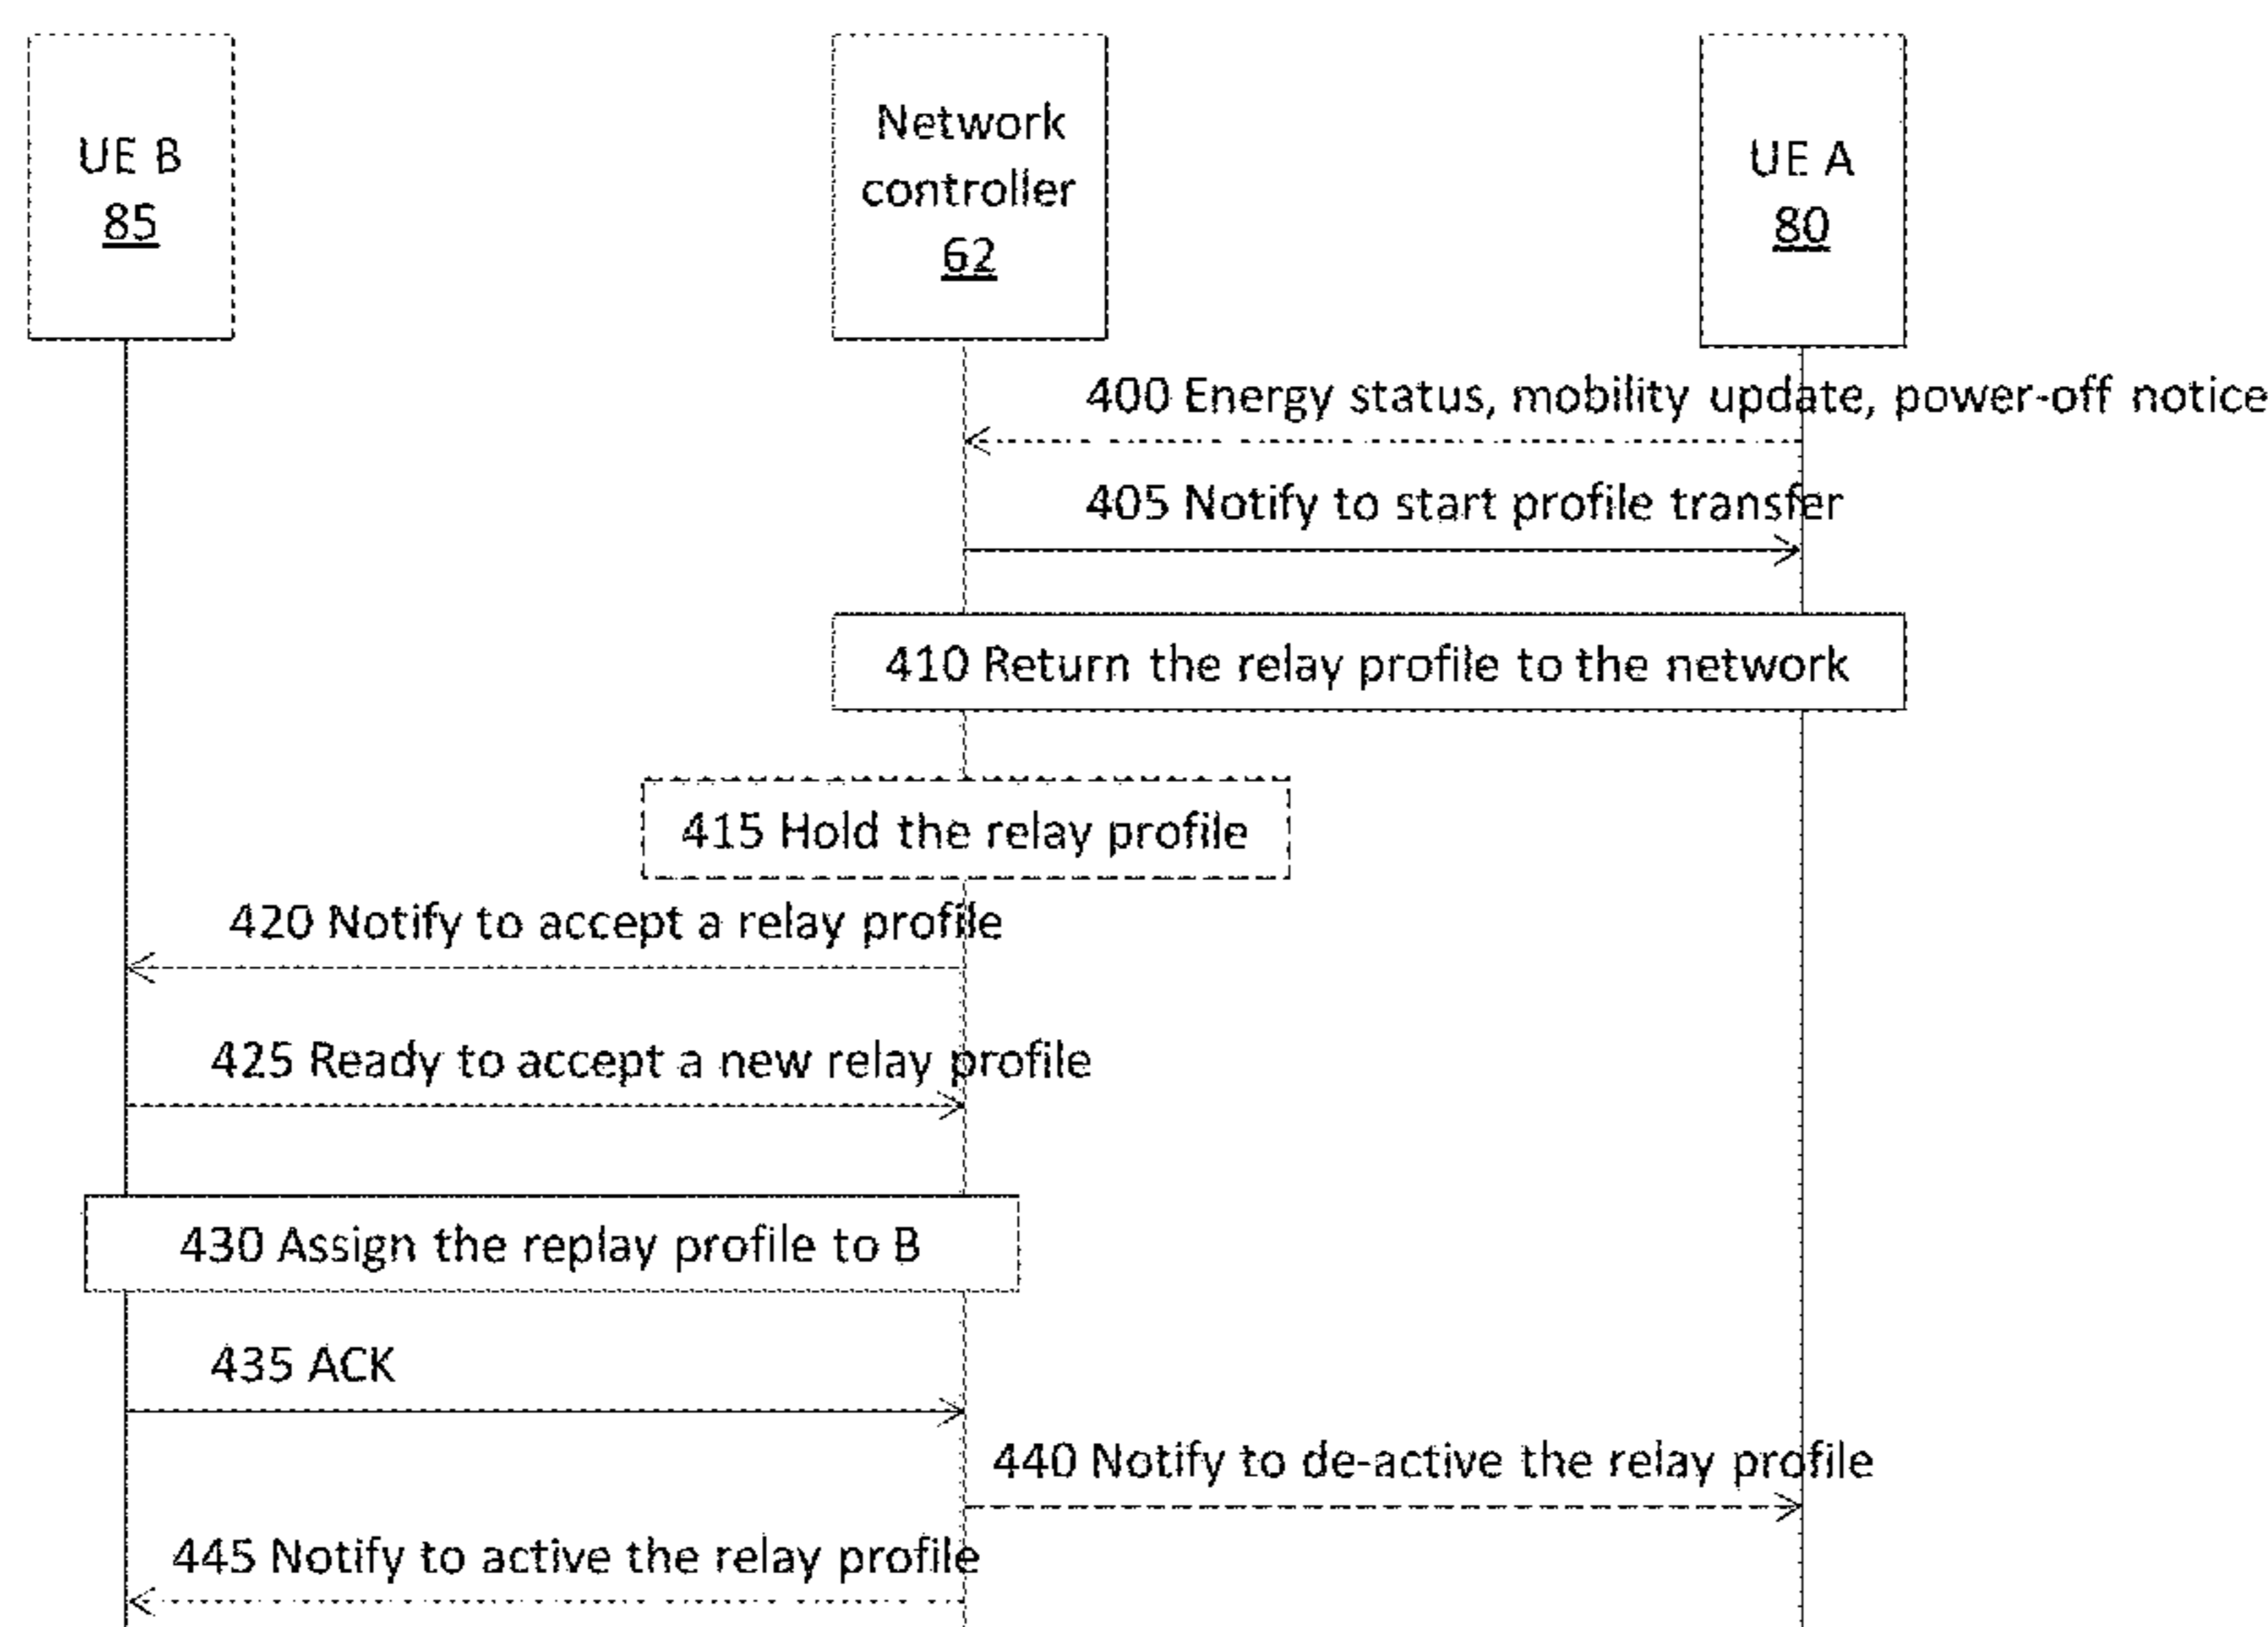 UE B
85
Network
controller
62
UE A
80
400 Energy status, mobility update, power-off notice
405 Notify to start profile transfer
410 Return the relay profile to the network
415 Hold the relay profile
420 Notify to accept a relay profile
425 Ready to accept a new relay profile
430 Assign the replay profile to B
435 ACK
440 Notify to de-active the relay profile
445 Notify to active the relay profile